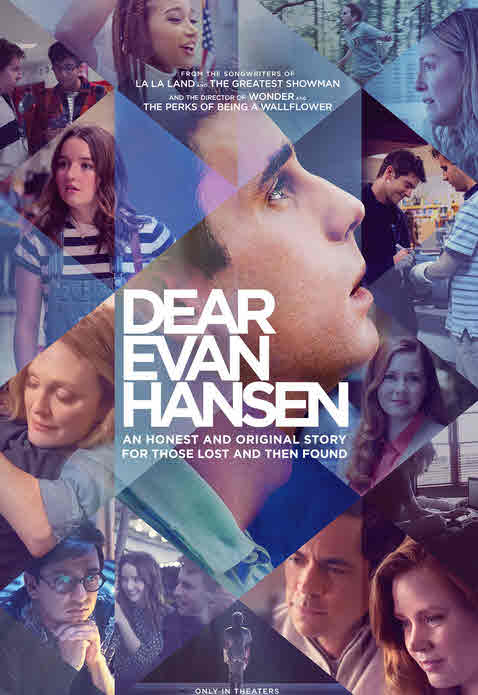 FROM THE SONGWRITERS OF
LA LA LAND AND THE GREATEST SHOWMAN
AND THE DIRECTOR OF WONDER AND
THE PERKS OF BEING A WALLFLOWER
DEAR
EVAN
HANSEN
AN HONEST AND ORIGINAL STORY
FOR THOSE LOST AND THEN FOUND
ONLY IN THEATERS